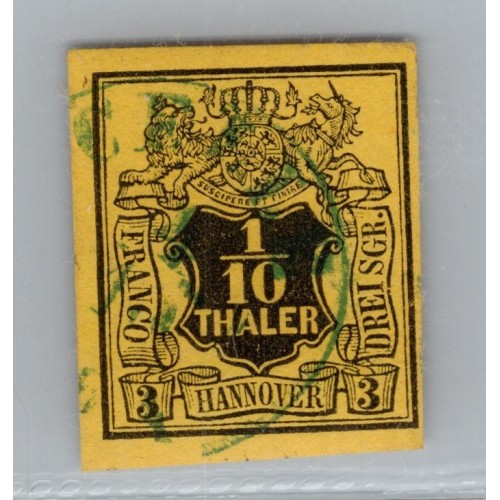 SUSCIPERE ET FINIRE
FRANCO
1/10
THALER
DREI SGR.
3
HANNOVER
3